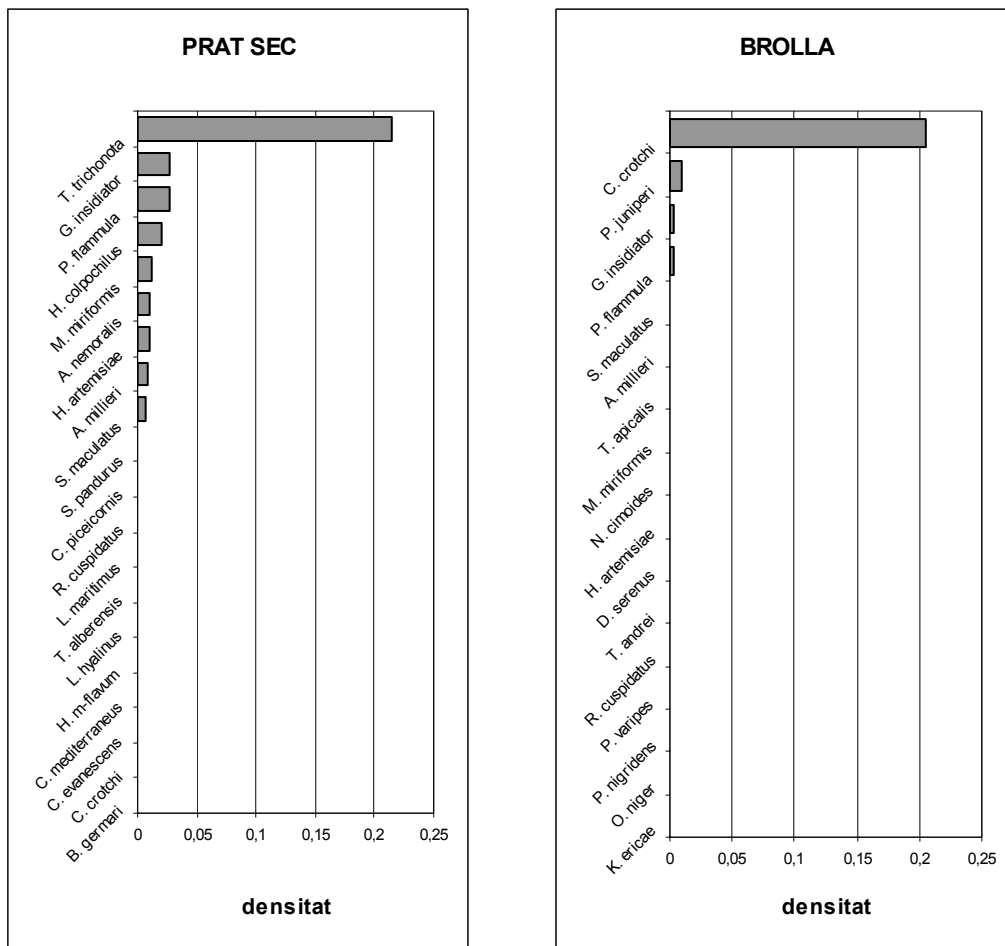 PRAT SEC
T. trichonota
G. insidiator
P. flammula
H. colpochilus
M. miriformis
A. nemoralis
H. artemisiae
A. millieri
S. maculatus
S. pandurus
C. piceicornis
R. cuspidatus
L. maritimus
T. alberensis
L. hyalinus
H. m-flavum
C. mediterraneus
C. evanescens
C. crotchi
B. germari
0 0,05 0,1 0,15 0,2 0,25
densitat
BROLLA
C. crotchi
P. juniperi
G. insidiator
P. flammula
S. maculatus
A. millieri
T. apicalis
M. miriformis
N. cimoides
H. artemisiae
D. serenus
T. andrei
R. cuspidatus
P. varipes
P. nigridens
O. niger
K. ericae
0 0,05 0,1 0,15 0,2 0,25
densitat